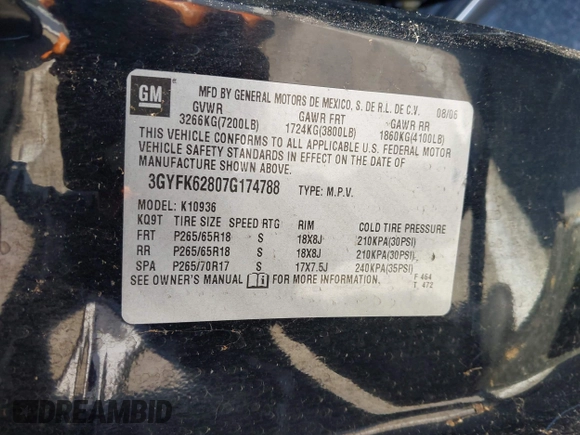 GM
MFD BY GENERAL MOTORS DE MEXICO, S. DE R.L. DE C.V. 08/06
GVWR GAWR FRT GAWR RR
3266KG(7200LB) 1724KG(3800LB) 1860KG(4100LB)
THIS VEHICLE CONFORMS TO ALL APPLICABLE U.S. FEDERAL MOTOR
VEHICLE SAFETY STANDARDS IN EFFECT ON THE DATE OF
MANUFACTURE SHOWN ABOVE.
3GYFK62807G174788 TYPE: M.P.V.
MODEL: K10936
KQ9T TIRE SIZE SPEED RTG RIM COLD TIRE PRESSURE
FRT P265/65R18 S 18X8J 210KPA(30PSI)
RR P265/65R18 S 18X8J 210KPA(30PSI)
SPA P265/70R17 S 17X7.5J 240KPA(35PSI)
SEE OWNER'S MANUAL FOR MORE INFORMATION. F 464
T 472
DREAMBID